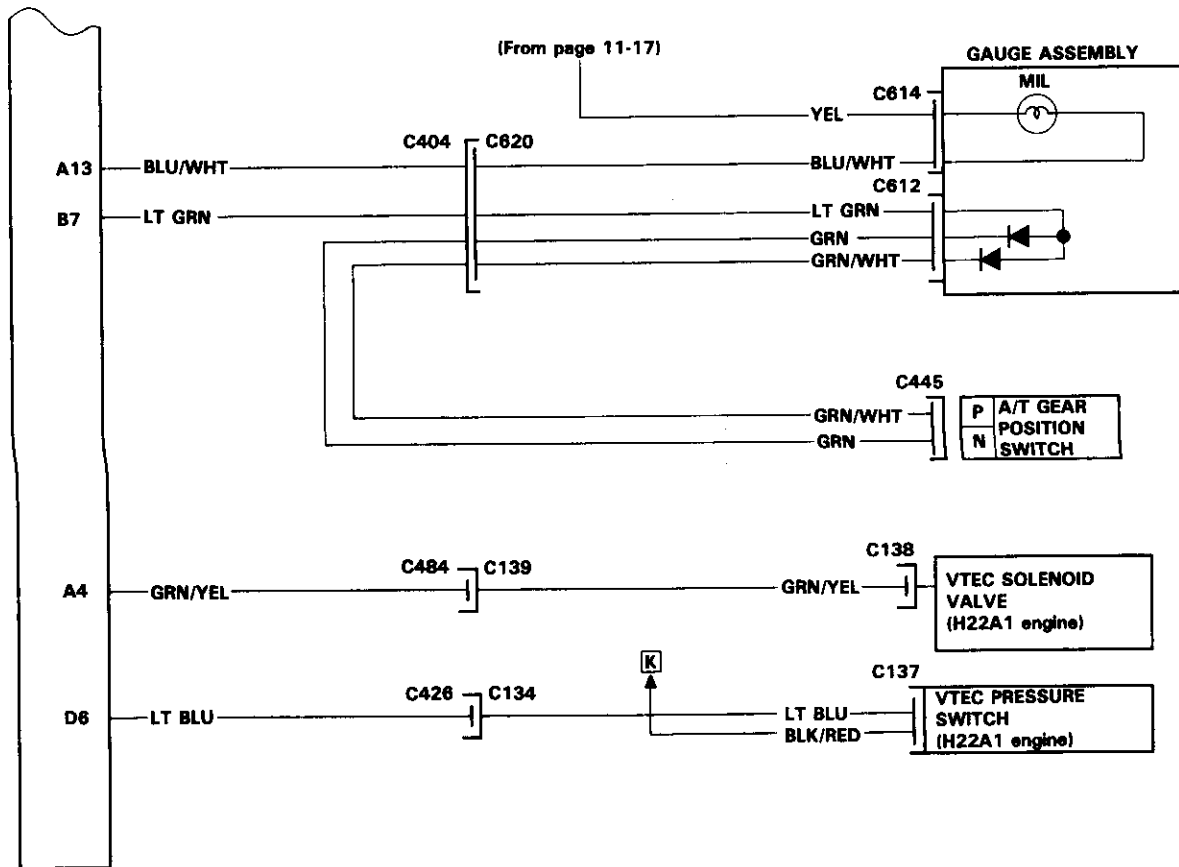 (From page 11-17)
GAUGE ASSEMBLY
MIL
C614
YEL
C404 C620
A13 BLU/WHT BLU/WHT
C612
B7 LT GRN LT GRN
GRN
GRN/WHT
C445
GRN/WHT P A/T GEAR
GRN N POSITION
SWITCH
C484 C139 C138
A4 GRN/YEL GRN/YEL VTEC SOLENOID
VALVE
(H22A1 engine)
K
C426 C134 C137
D6 LT BLU LT BLU VTEC PRESSURE
BLK/RED SWITCH
(H22A1 engine)